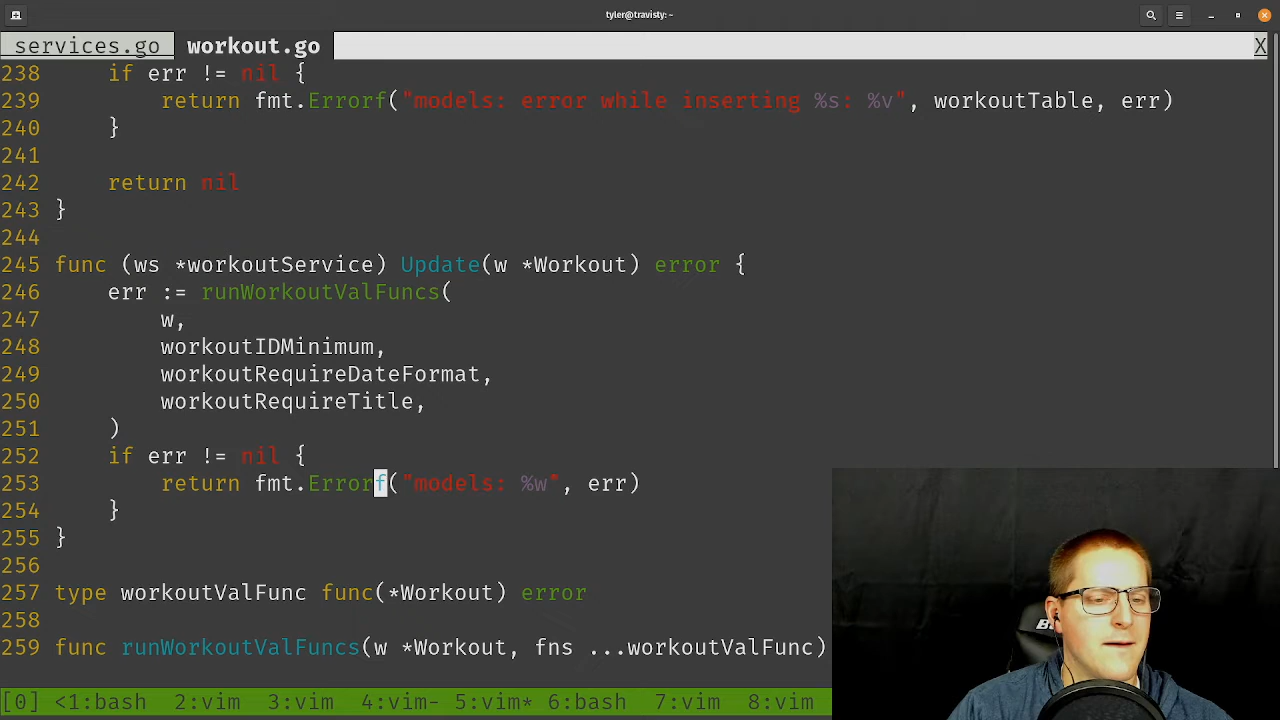 tyler@travisty: ~
services.go workout.go X
238 if err != nil {
239 return fmt.Errorf("models: error while inserting %s: %v", workoutTable, err)
240 }
241
242 return nil
243 }
244
245 func (ws *workoutService) Update(w *Workout) error {
246 err := runWorkoutValFuncs(
247 w,
248 workoutIDMinimum,
249 workoutRequireDateFormat,
250 workoutRequireTitle,
251 )
252 if err != nil {
253 return fmt.Errorf("models: %w", err)
254 }
255 }
256
257 type workoutValFunc func(*Workout) error
258
259 func runWorkoutValFuncs(w *Workout, fns ...workoutValFunc)
[0] <1:bash 2:vim 3:vim 4:vim- 5:vim* 6:bash 7:vim 8:vim